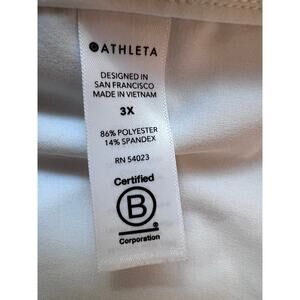 ATHLETA
DESIGNED IN
SAN FRANCISCO
MADE IN VIETNAM
3X
86% POLYESTER
14% SPANDEX
RN 54023
Certified
B
Corporation